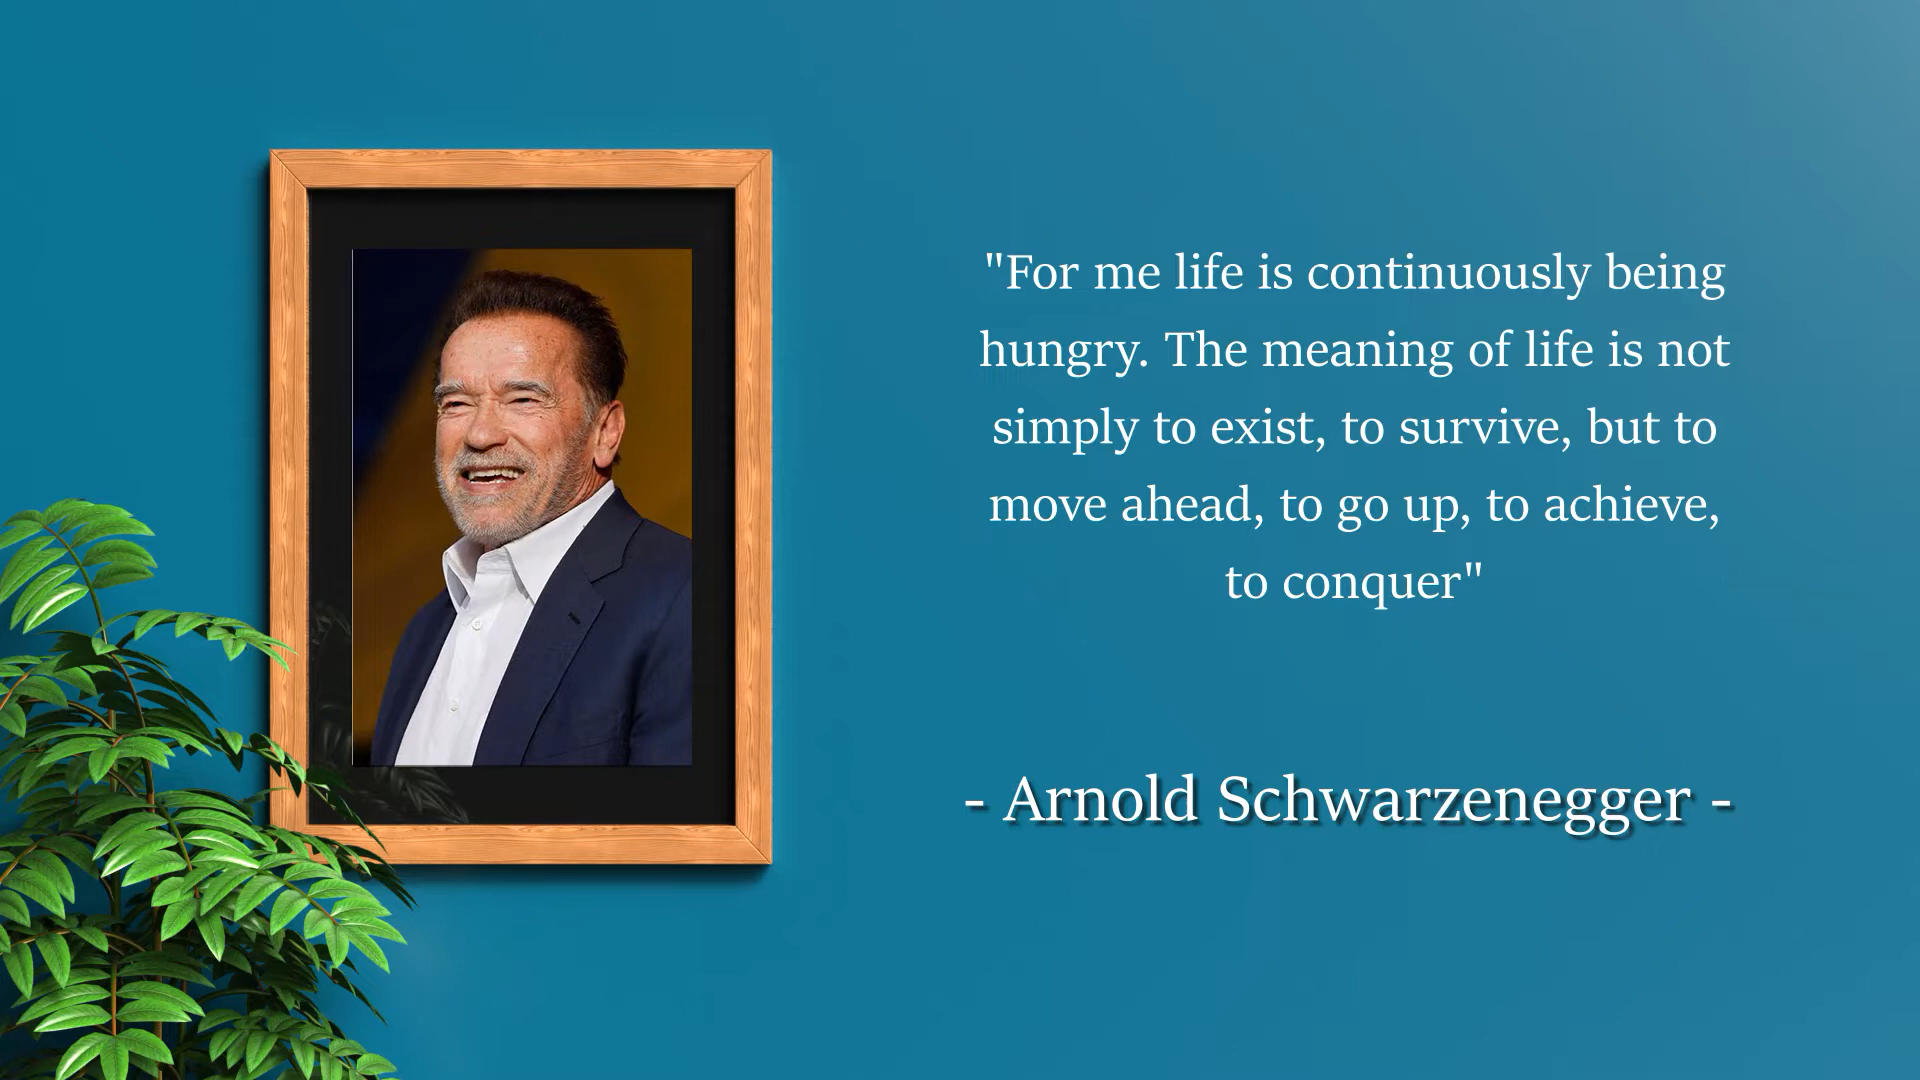 "For me life is continuously being
hungry. The meaning of life is not
simply to exist, to survive, but to
move ahead, to go up, to achieve,
to conquer"
- Arnold Schwarzenegger -